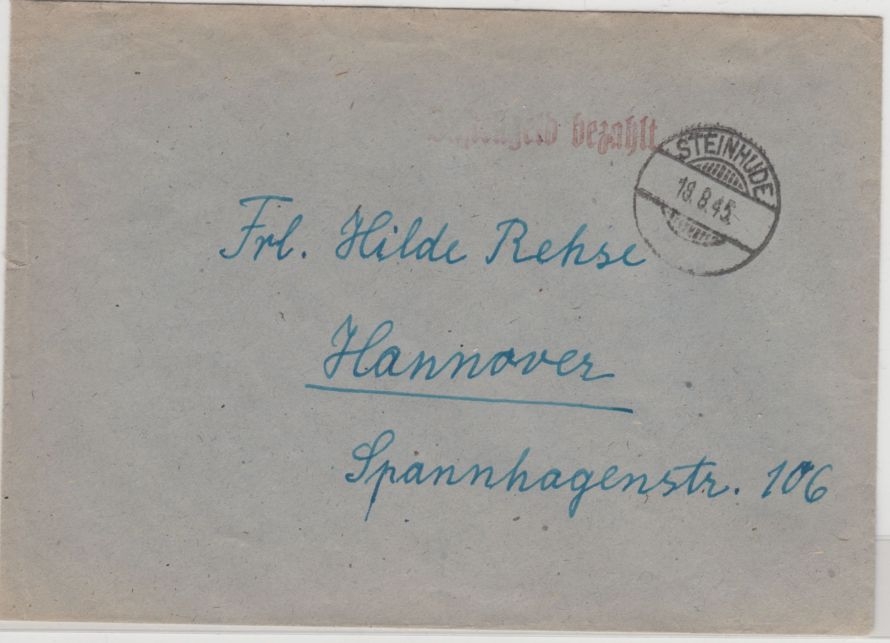 bezahlt
STEINHUDE
18.8.45.
Frl. Hilde Rehse
Hannover
Spannhagenstr. 106